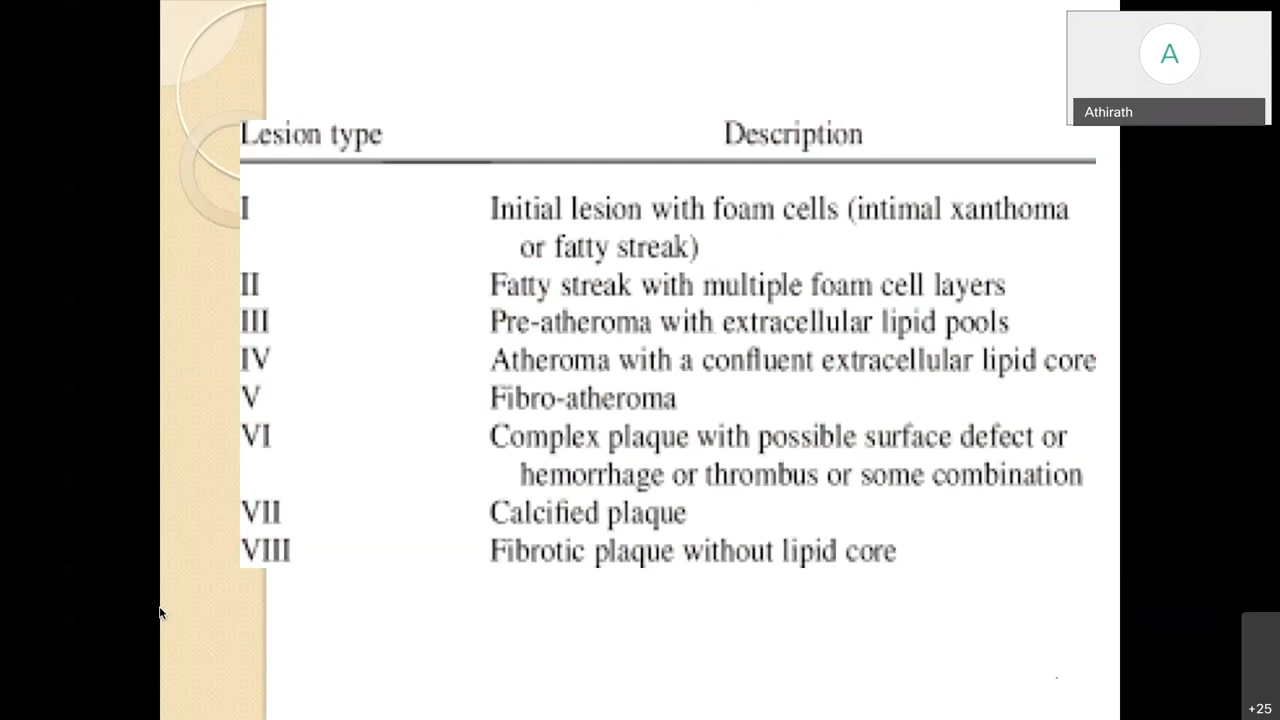 A
Athirath
Lesion type Description
I Initial lesion with foam cells (intimal xanthoma
or fatty streak)
II Fatty streak with multiple foam cell layers
III Pre-atheroma with extracellular lipid pools
IV Atheroma with a confluent extracellular lipid core
V Fibro-atheroma
VI Complex plaque with possible surface defect or
hemorrhage or thrombus or some combination
VII Calcified plaque
VIII Fibrotic plaque without lipid core
+25